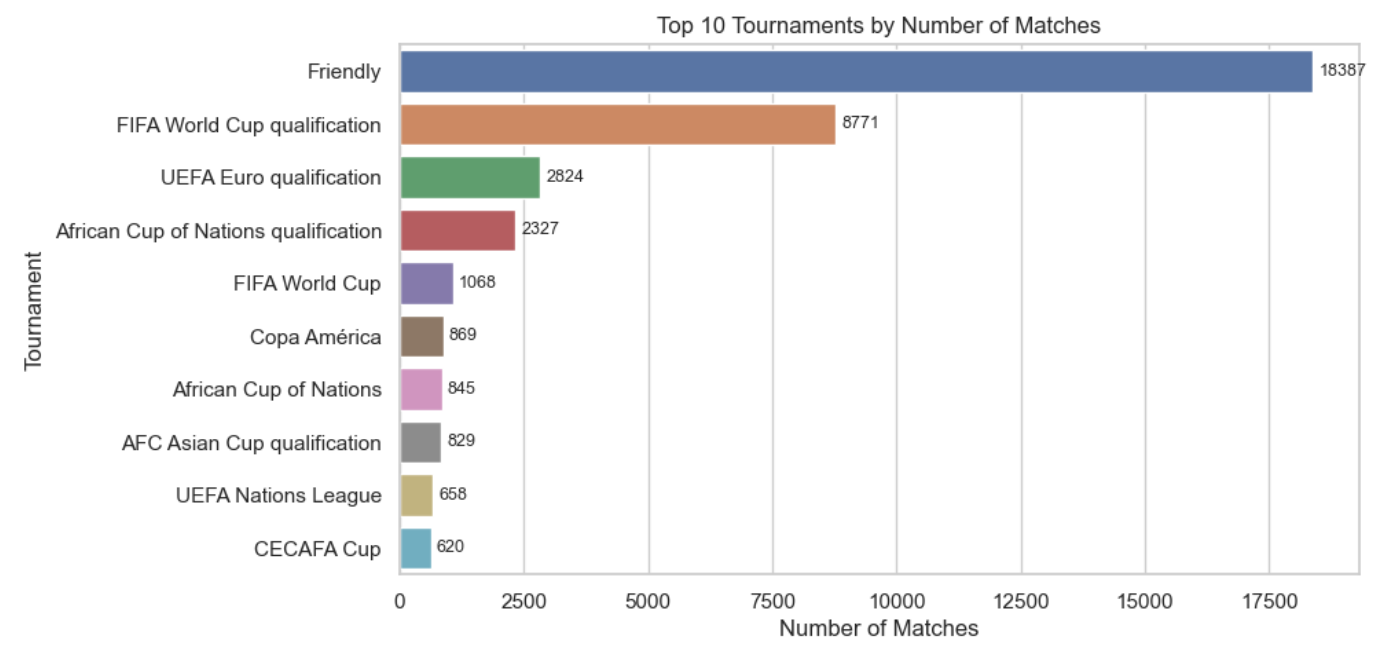 Top 10 Tournaments by Number of Matches
Friendly 18387
FIFA World Cup qualification 8771
UEFA Euro qualification 2824
African Cup of Nations qualification 2327
FIFA World Cup 1068
Copa América 869
African Cup of Nations 845
AFC Asian Cup qualification 829
UEFA Nations League 658
CECAFA Cup 620
Tournament
0 2500 5000 7500 10000 12500 15000 17500
Number of Matches